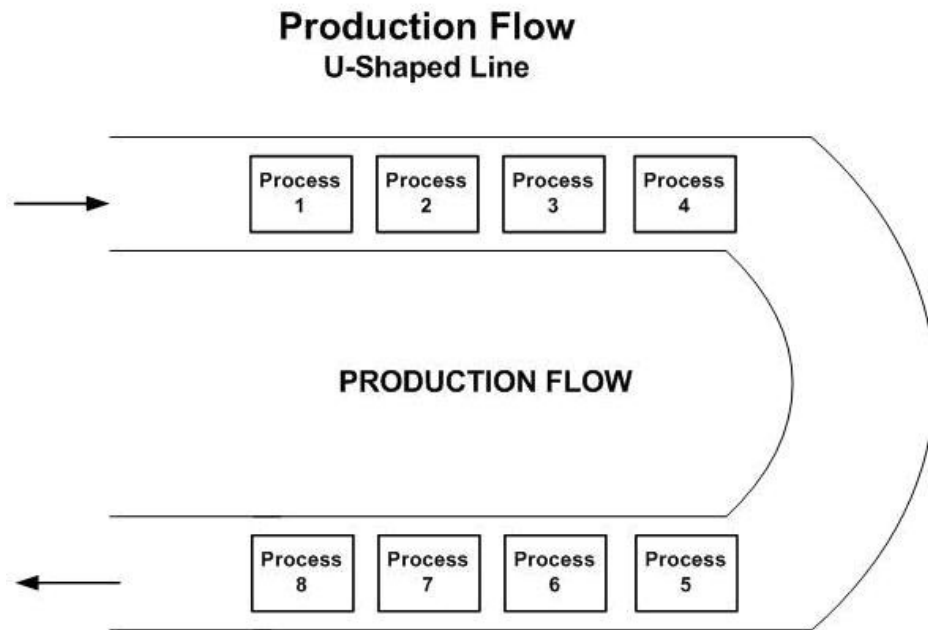 Production Flow
U-Shaped Line
Process
1
Process
2
Process
3
Process
4
PRODUCTION FLOW
Process
8
Process
7
Process
6
Process
5